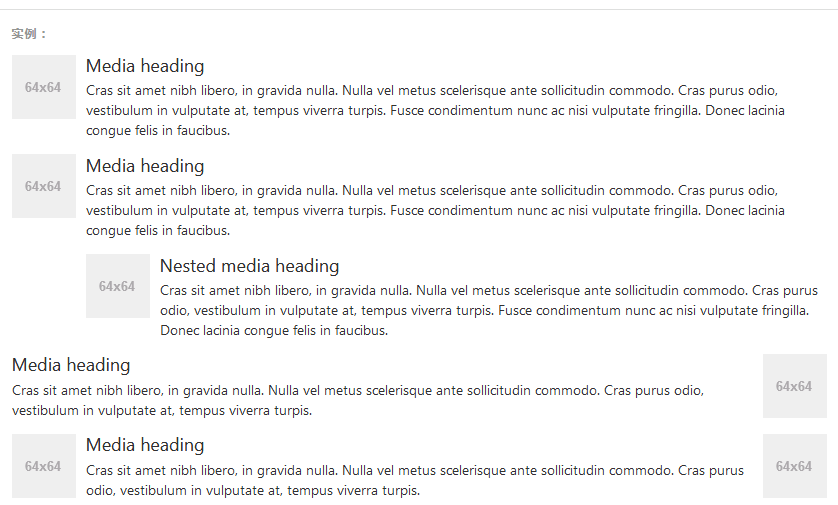 实例：
64x64
Media heading
Cras sit amet nibh libero, in gravida nulla. Nulla vel metus scelerisque ante sollicitudin commodo. Cras purus odio,
vestibulum in vulputate at, tempus viverra turpis. Fusce condimentum nunc ac nisi vulputate fringilla. Donec lacinia
congue felis in faucibus.
64x64
Media heading
Cras sit amet nibh libero, in gravida nulla. Nulla vel metus scelerisque ante sollicitudin commodo. Cras purus odio,
vestibulum in vulputate at, tempus viverra turpis. Fusce condimentum nunc ac nisi vulputate fringilla. Donec lacinia
congue felis in faucibus.
64x64
Nested media heading
Cras sit amet nibh libero, in gravida nulla. Nulla vel metus scelerisque ante sollicitudin commodo. Cras purus
odio, vestibulum in vulputate at, tempus viverra turpis. Fusce condimentum nunc ac nisi vulputate fringilla.
Donec lacinia congue felis in faucibus.
Media heading
Cras sit amet nibh libero, in gravida nulla. Nulla vel metus scelerisque ante sollicitudin commodo. Cras purus odio,
vestibulum in vulputate at, tempus viverra turpis.
64x64
64x64
Media heading
Cras sit amet nibh libero, in gravida nulla. Nulla vel metus scelerisque ante sollicitudin commodo. Cras purus
odio, vestibulum in vulputate at, tempus viverra turpis.
64x64